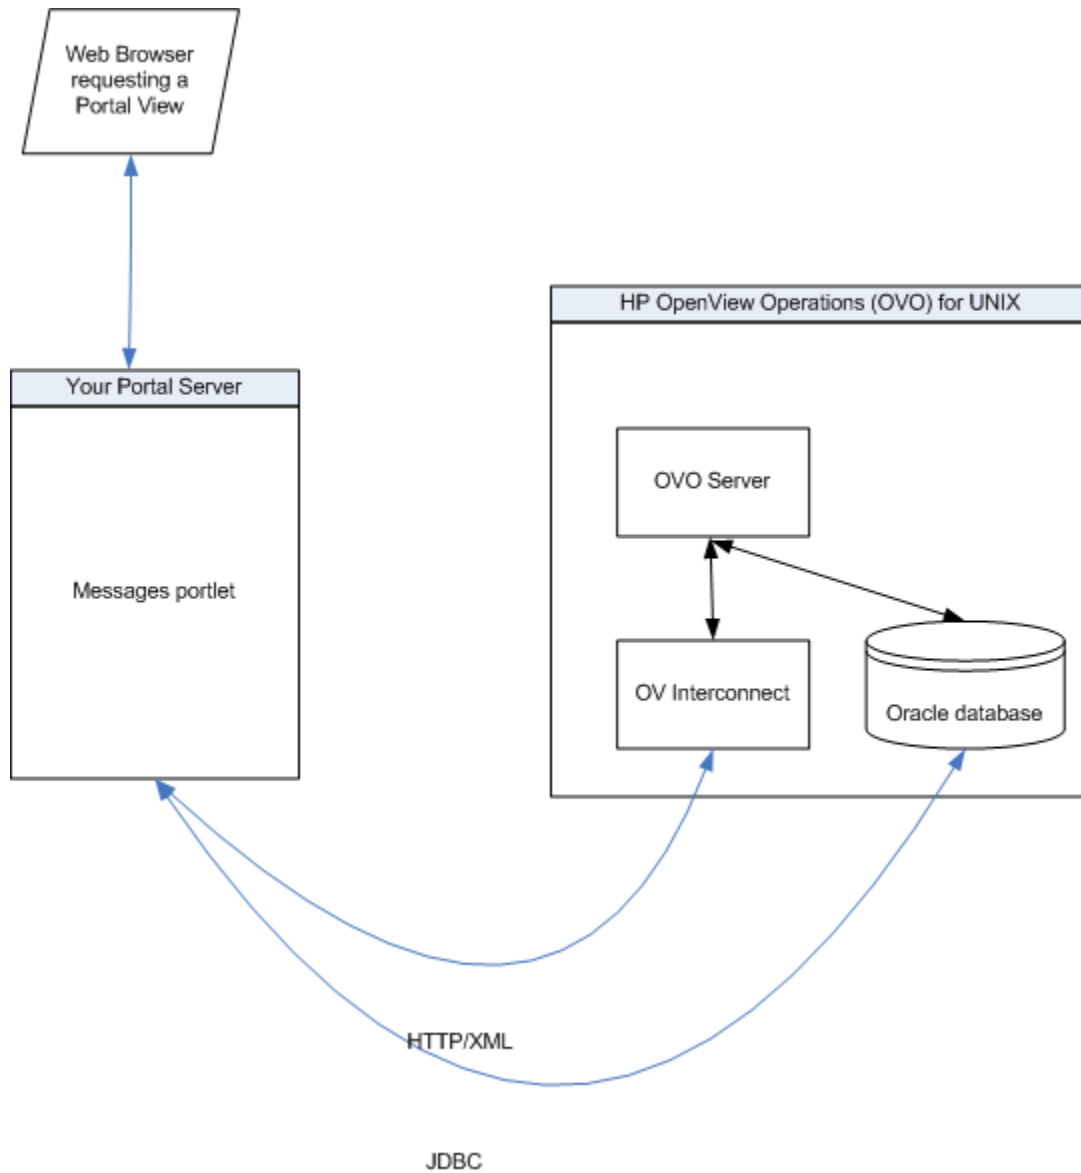 Web Browser
requesting a
Portal View
HP OpenView Operations (OVO) for UNIX
Your Portal Server
OVO Server
Messages portlet
OV Interconnect
Oracle database
HTTP/XML
JDBC